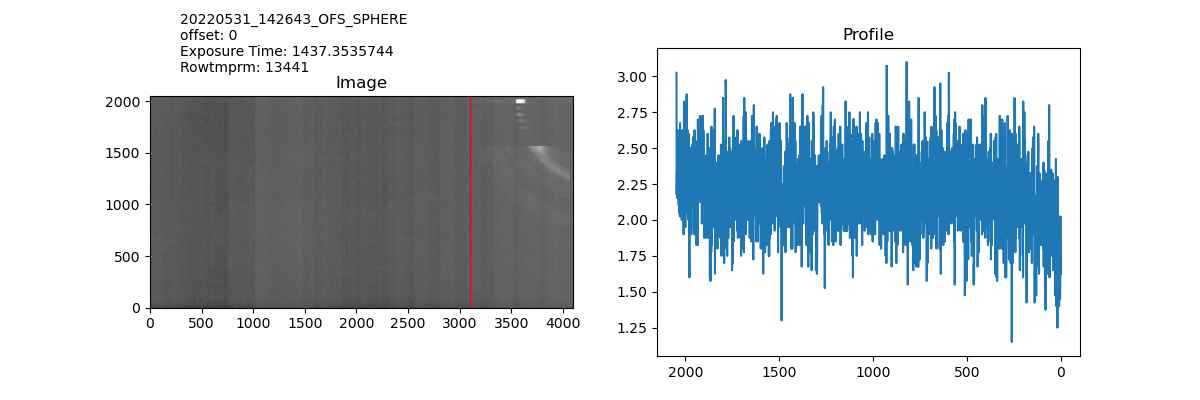 20220531_142643_OFS_SPHERE
offset: 0
Exposure Time: 1437.3535744
Rowtmprm: 13441
Image
2000
1500
1000
500
0
0 500 1000 1500 2000 2500 3000 3500 4000
Profile
3.00
2.75
2.50
2.25
2.00
1.75
1.50
1.25
2000 1500 1000 500 0